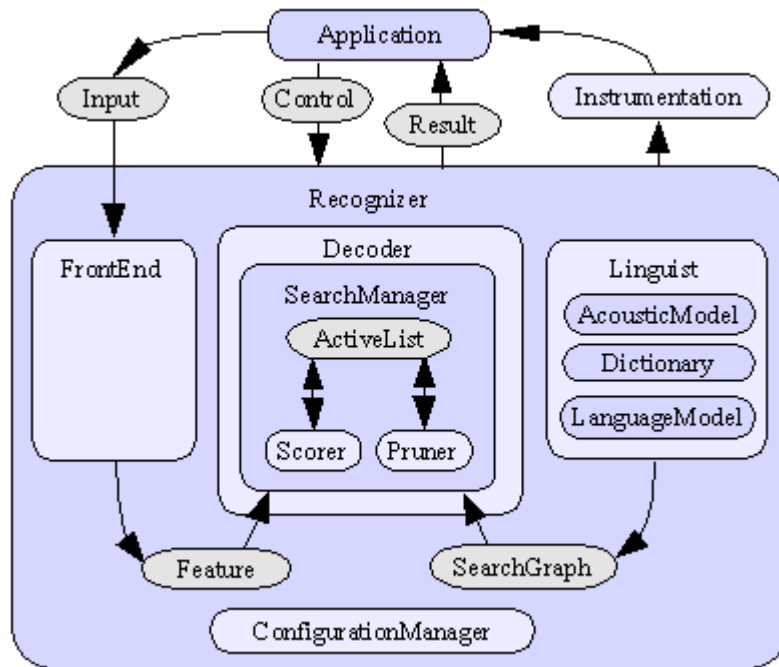 Application
Input
Control
Result
Instrumentation
Recognizer
FrontEnd
Decoder
SearchManager
ActiveList
Scorer
Pruner
Linguist
AcousticModel
Dictionary
LanguageModel
Feature
SearchGraph
ConfigurationManager